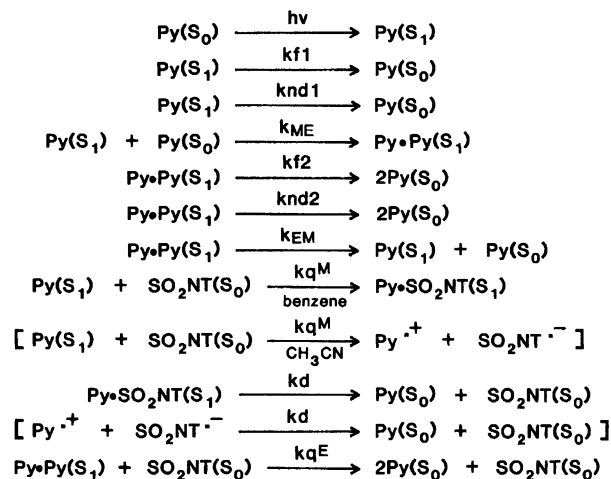 Py(S₀) hv → Py(S₁)
Py(S₁) kf1 → Py(S₀)
Py(S₁) knd1 → Py(S₀)
Py(S₁) + Py(S₀) k_ME → Py•Py(S₁)
Py•Py(S₁) kf2 → 2Py(S₀)
Py•Py(S₁) knd2 → 2Py(S₀)
Py•Py(S₁) k_EM → Py(S₁) + Py(S₀)
Py(S₁) + SO₂NT(S₀) kqᴹ → benzene Py•SO₂NT(S₁)
[ Py(S₁) + SO₂NT(S₀) kqᴹ → CH₃CN Py•⁺ + SO₂NT•⁻ ]
Py•SO₂NT(S₁) kd → Py(S₀) + SO₂NT(S₀)
[ Py•⁺ + SO₂NT•⁻ kd → Py(S₀) + SO₂NT(S₀) ]
Py•Py(S₁) + SO₂NT(S₀) kqᴱ → 2Py(S₀) + SO₂NT(S₀)